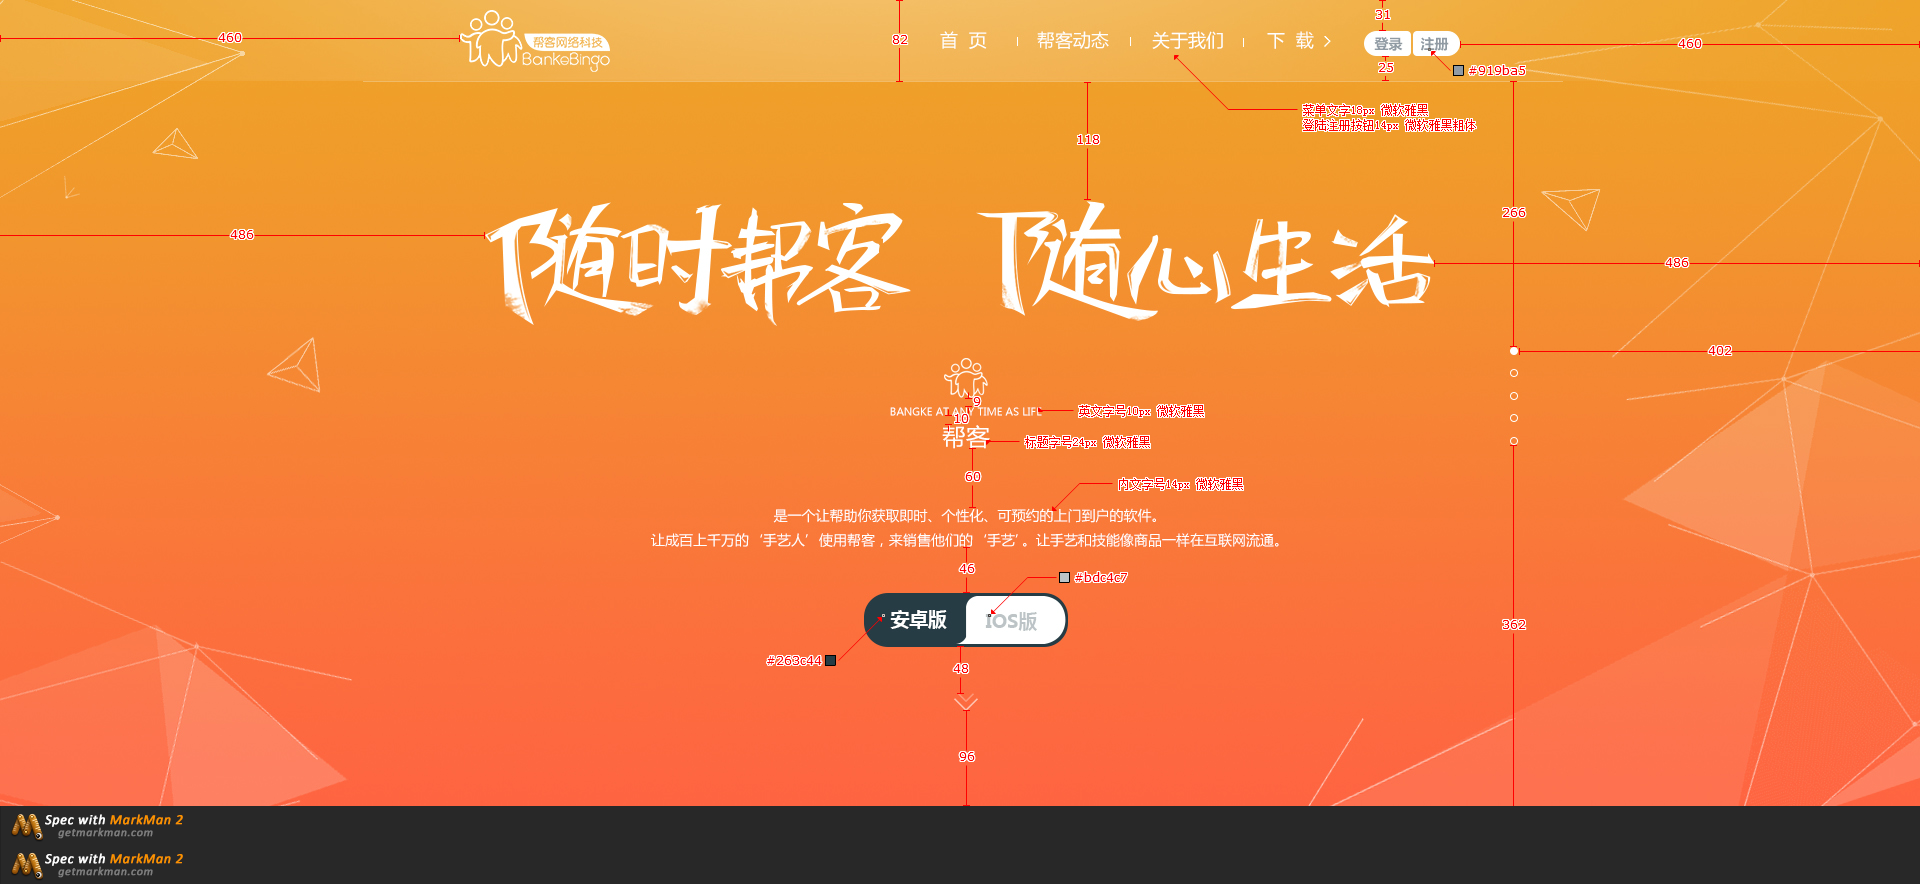 31
460
帮客网络科技
BankeBingo
82
首 页
帮客动态
关于我们
下 载
登录
注册
460
25
#919ba5
菜单文字18px 微软雅黑
登陆注册按钮14px 微软雅黑粗体
118
266
486
随时帮客 随心生活
486
402
9
BANGKE AT ANY TIME AS LIFE
英文字号10px 微软雅黑
10
帮客
标题字号24px 微软雅黑
60
内文字号14px 微软雅黑
是一个让帮助你获取即时、个性化、可预约的上门到户的软件。
让成百上千万的‘手艺人’使用帮客，来销售他们的‘手艺’。让手艺和技能像商品一样在互联网流通。
46
#bdc4c7
安卓版
iOS版
362
#263c44
48
96
Spec with MarkMan 2
getmarkman.com
Spec with MarkMan 2
getmarkman.com